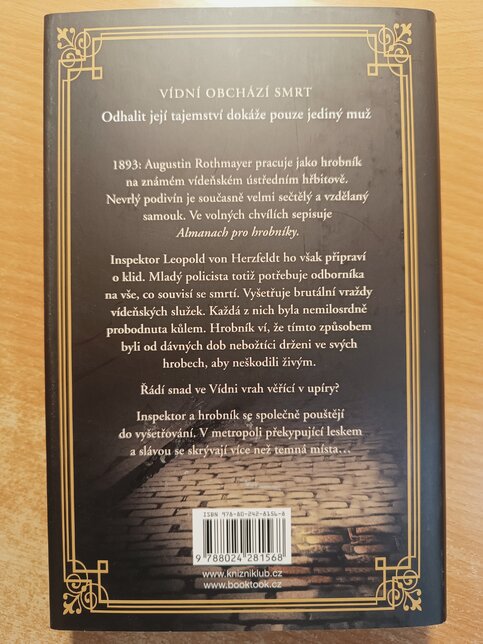 VÍDNÍ OBCHÁZÍ SMRT
Odhalit její tajemství dokáže pouze jediný muž
1893: Augustin Rothmayer pracuje jako hrobník
na známém vídeňském ústředním hřbitově.
Nevrlý podivín je současně velmi sečtělý a vzdělaný
samouk. Ve volných chvílích sepisuje
Almanach pro hrobníky.
Inspektor Leopold von Herzfeldt ho však připraví
o klid. Mladý policista totiž potřebuje odborníka
na vše, co souvisí se smrtí. Vyšetřuje brutální vraždy
vídeňských služek. Každá z nich byla nemilosrdně
probodnuta kůlem. Hrobník ví, že tímto způsobem
byli od dávných dob nebožtíci drženi ve svých
hrobech, aby neškodili živým.
Řádí snad ve Vídni vrah věřící v upíry?
Inspektor a hrobník se společně pouštějí
do vyšetřování. V metropoli překypující leskem
a slávou se skrývají více než temná místa…
ISBN 978-80-242-8156-8
9 788024 281568
www.knizniklub.cz
www.booktook.cz